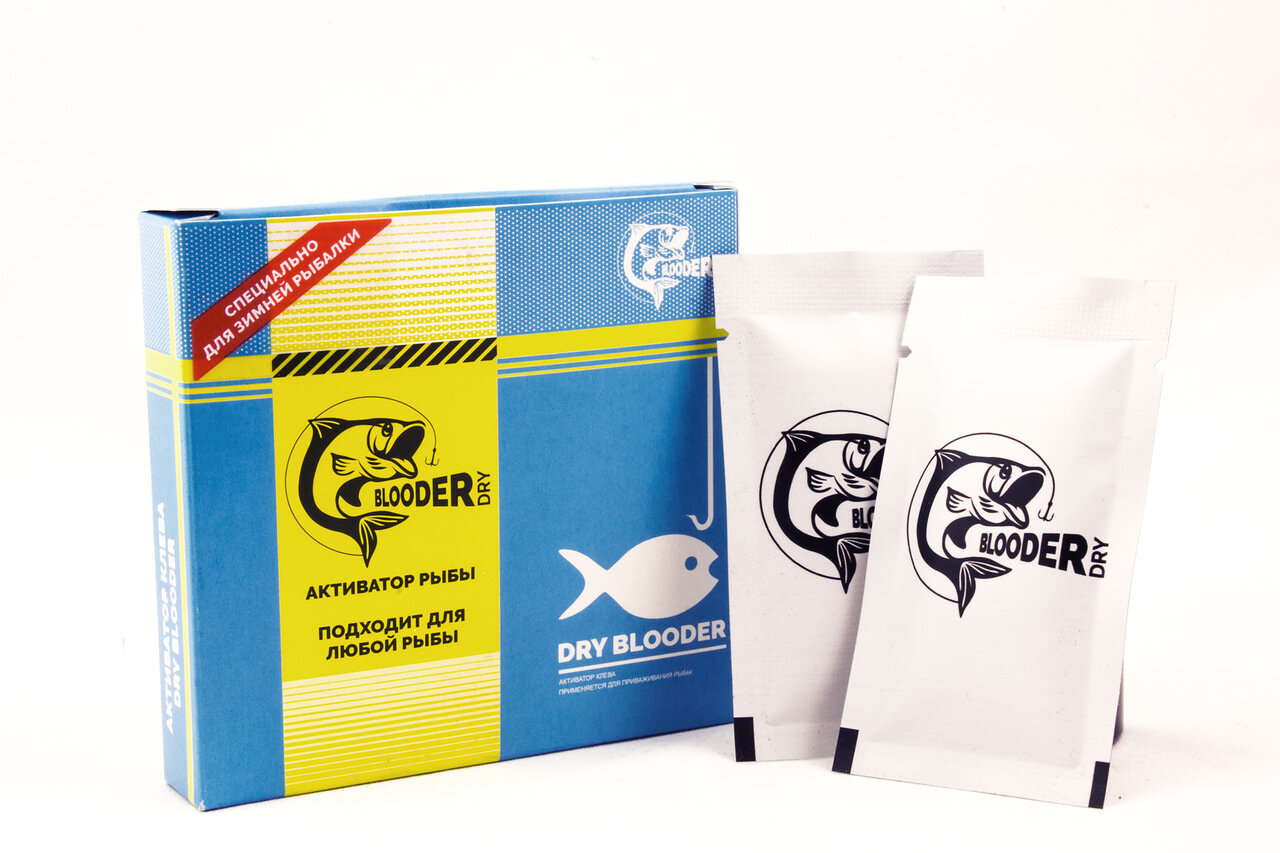 СПЕЦИАЛЬНО
ДЛЯ ЗИМНЕЙ РЫБАЛКИ
BLOODER
BLOODER DRY
АКТИВАТОР РЫБЫ
ПОДХОДИТ ДЛЯ
ЛЮБОЙ РЫБЫ
DRY BLOODER
АКТИВАТОР КЛЕВА
ПРИМЕНЯЕТСЯ ДЛЯ ПРИВАЖИВАНИЯ РЫБЫ
АКТИВАТОР КЛЕВА
DRY BLOODER
BLO
BLOODER DRY